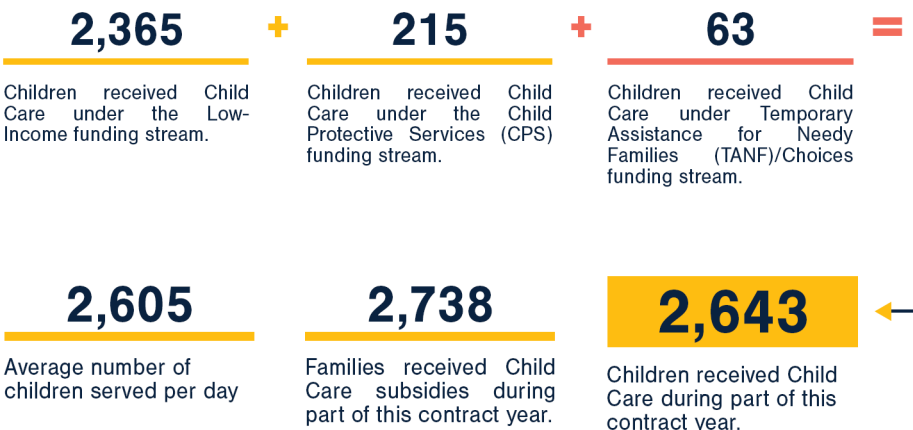 2,365 + 215 + 63 =
Children received Child
Care under the Low-
Income funding stream.
Children received Child
Care under the Child
Protective Services (CPS)
funding stream.
Children received Child
Care under Temporary
Assistance for Needy
Families (TANF)/Choices
funding stream.
2,605
Average number of
children served per day
2,738
Families received Child
Care subsidies during
part of this contract year.
2,643
Children received Child
Care during part of this
contract year.